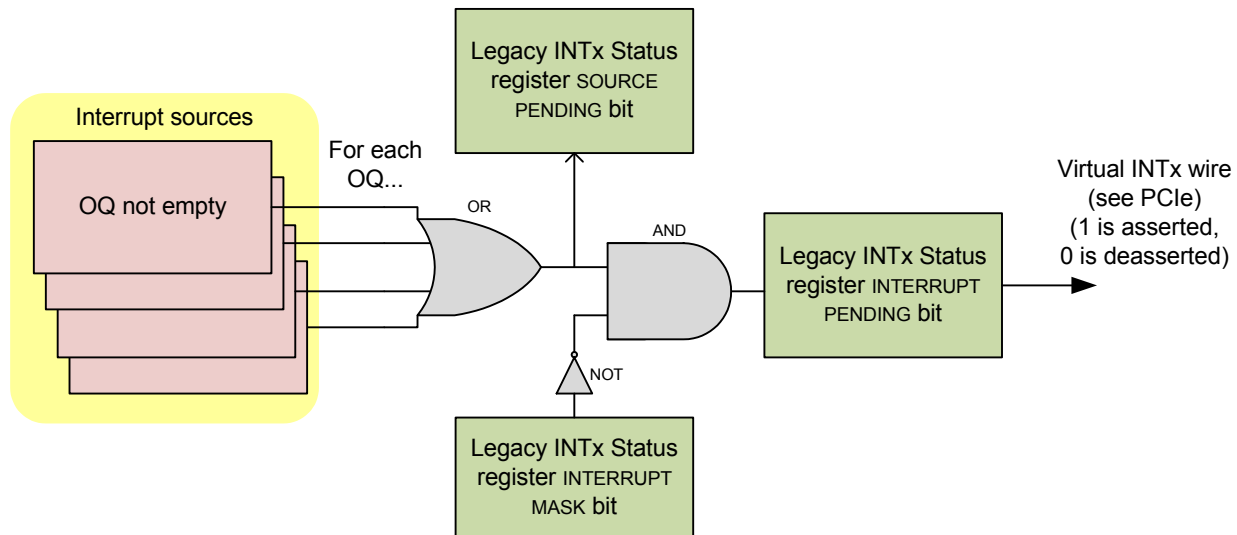 Legacy INTx Status
register SOURCE
PENDING bit
Interrupt sources
For each
OQ...
OQ not empty
OR
AND
Virtual INTx wire
(see PCIe)
(1 is asserted,
0 is deasserted)
Legacy INTx Status
register INTERRUPT
PENDING bit
NOT
Legacy INTx Status
register INTERRUPT
MASK bit